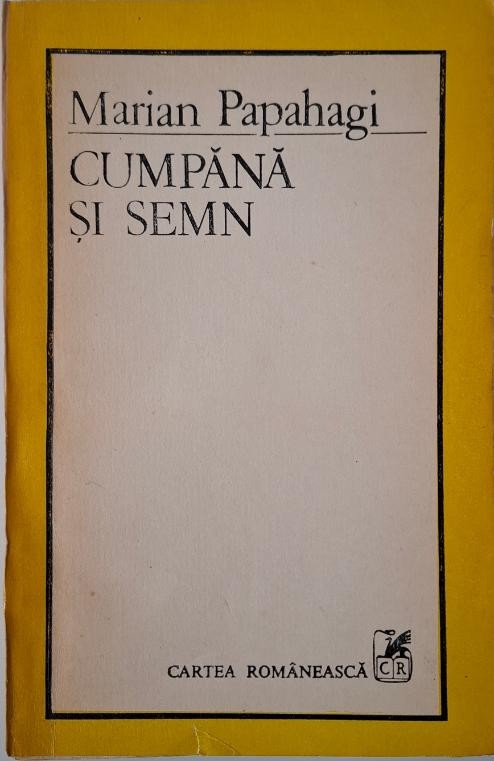 Marian Papahagi
CUMPĂNĂ
ȘI SEMN
CARTEA ROMÂNEASCĂ
CR